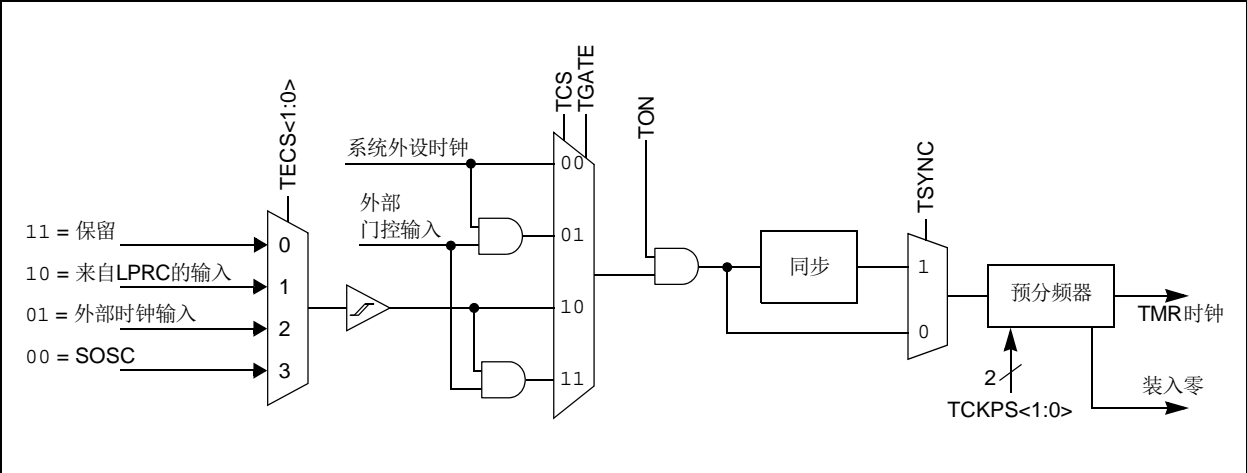 TECS<1:0>
11 = 保留
10 = 来自LPRC的输入
01 = 外部时钟输入
00 = SOSC
0
1
2
3
系统外设时钟
外部
门控输入
TCS
TGATE
00
01
10
11
TON
同步
TSYNC
1
0
预分频器
2
TCKPS<1:0>
TMR时钟
装入零